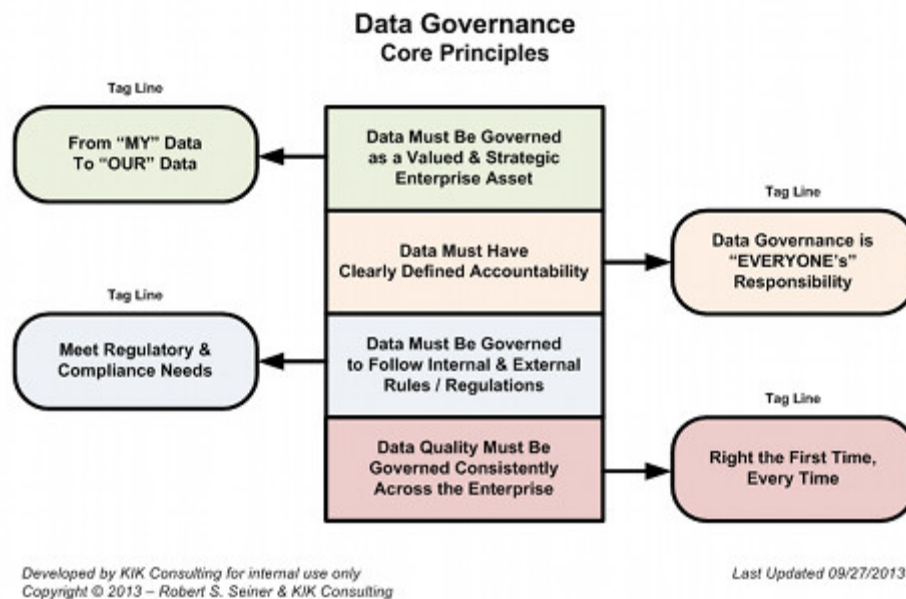 Data Governance
Core Principles
Tag Line
From “MY” Data
To “OUR” Data
Data Must Be Governed
as a Valued & Strategic
Enterprise Asset
Tag Line
Data Must Have
Clearly Defined Accountability
Data Governance is
“EVERYONE’s”
Responsibility
Tag Line
Meet Regulatory &
Compliance Needs
Data Must Be Governed
to Follow Internal & External
Rules / Regulations
Tag Line
Data Quality Must Be
Governed Consistently
Across the Enterprise
Right the First Time,
Every Time
Developed by KIK Consulting for internal use only
Copyright © 2013 – Robert S. Seiner & KIK Consulting
Last Updated 09/27/2013